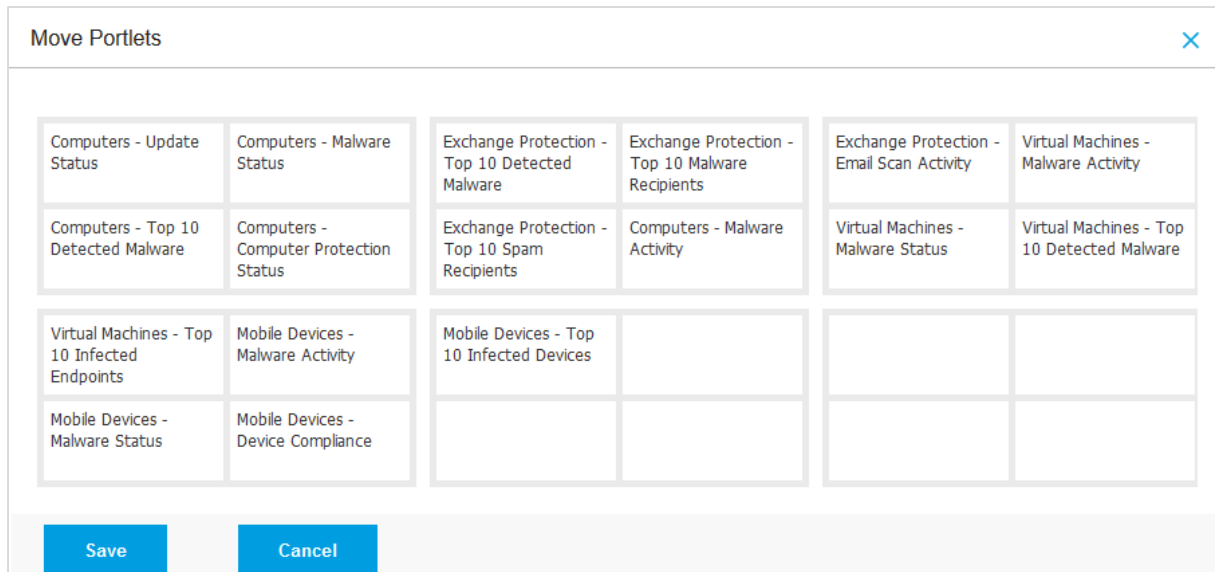 Move Portlets
Computers - Update
Status
Computers - Malware
Status
Computers - Top 10
Detected Malware
Computers -
Computer Protection
Status
Exchange Protection -
Top 10 Detected
Malware
Exchange Protection -
Top 10 Malware
Recipients
Exchange Protection -
Top 10 Spam
Recipients
Computers - Malware
Activity
Exchange Protection -
Email Scan Activity
Virtual Machines -
Malware Activity
Virtual Machines -
Malware Status
Virtual Machines - Top
10 Detected Malware
Virtual Machines - Top
10 Infected
Endpoints
Mobile Devices -
Malware Activity
Mobile Devices -
Malware Status
Mobile Devices -
Device Compliance
Mobile Devices - Top
10 Infected Devices
Save
Cancel